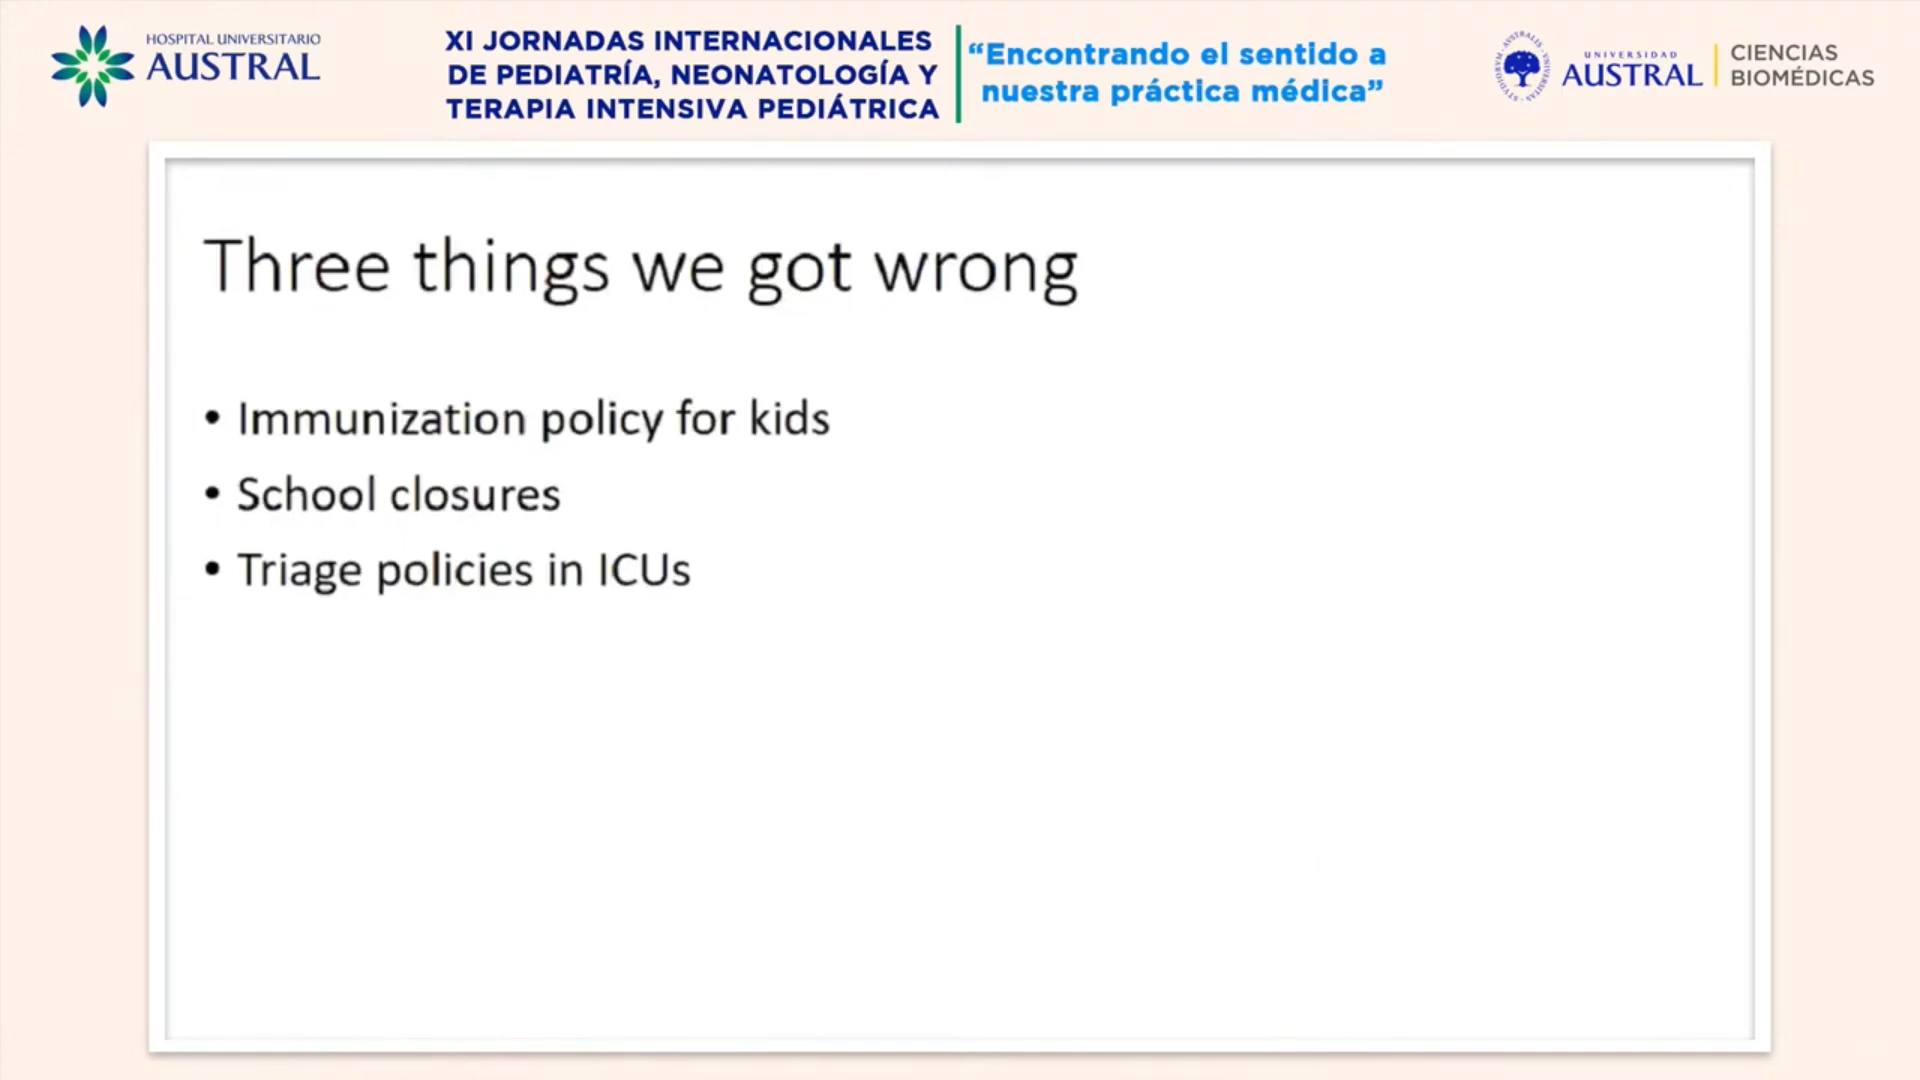 HOSPITAL UNIVERSITARIO
AUSTRAL
XI JORNADAS INTERNACIONALES
DE PEDIATRÍA, NEONATOLOGÍA Y
TERAPIA INTENSIVA PEDIÁTRICA
“Encontrando el sentido a
nuestra práctica médica”
UNIVERSIDAD
AUSTRAL
CIENCIAS
BIOMÉDICAS
Three things we got wrong
• Immunization policy for kids
• School closures
• Triage policies in ICUs